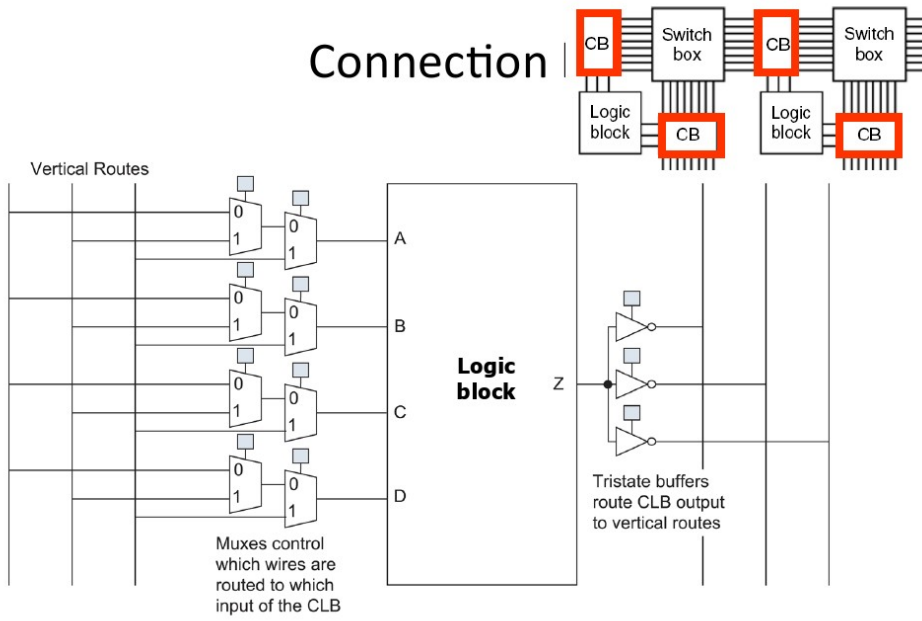 Connection
CB
Switch
box
CB
Switch
box
Logic
block
CB
Logic
block
CB
Vertical Routes
0
1
0
1
A
0
1
0
1
B
0
1
0
1
C
0
1
0
1
D
Logic
block
Z
Tristate buffers
route CLB output
to vertical routes
Muxes control
which wires are
routed to which
input of the CLB